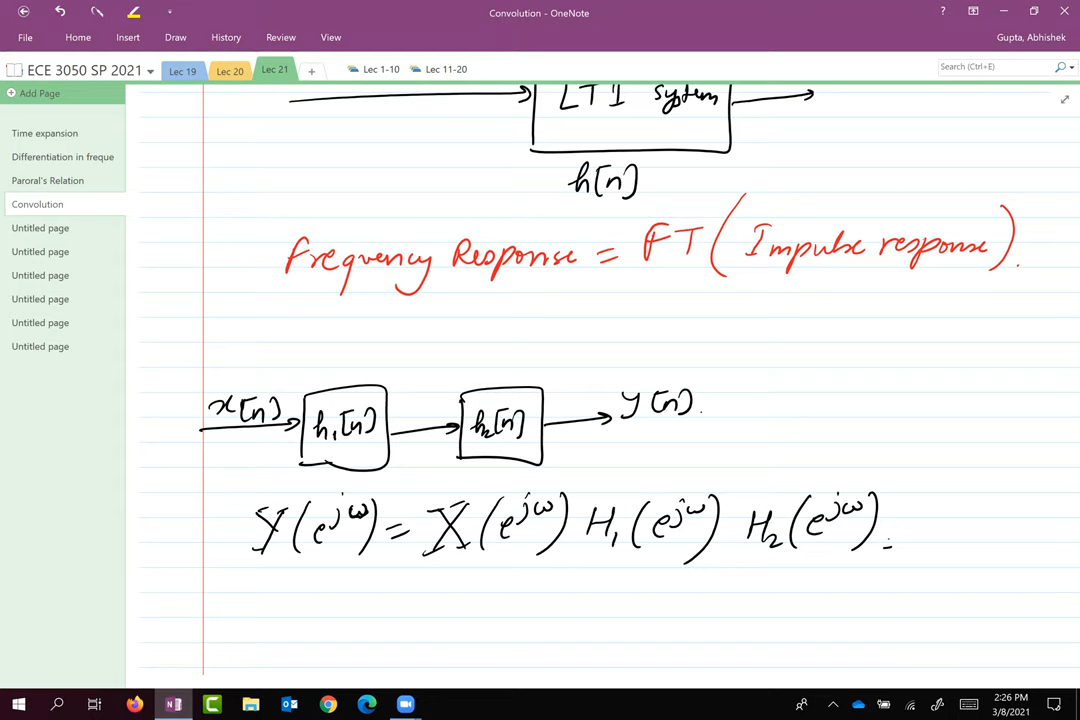 Convolution - OneNote
?
File Home Insert Draw History Review View
Gupta, Abhishek
ECE 3050 SP 2021
Lec 19
Lec 20
Lec 21
Lec 1-10
Lec 11-20
Search (Ctrl+E)
Add Page
Time expansion
Differentiation in freque
Paroral's Relation
Convolution
Untitled page
Untitled page
Untitled page
Untitled page
Untitled page
Untitled page
LTI system
h[n]
Frequency Response = FT (Impulse response).
x[n] h₁[n] h₂[n] y[n].
Y(e^{jω}) = X(e^{jω}) H₁(e^{jω}) H₂(e^{jω})
2:26 PM
3/8/2021